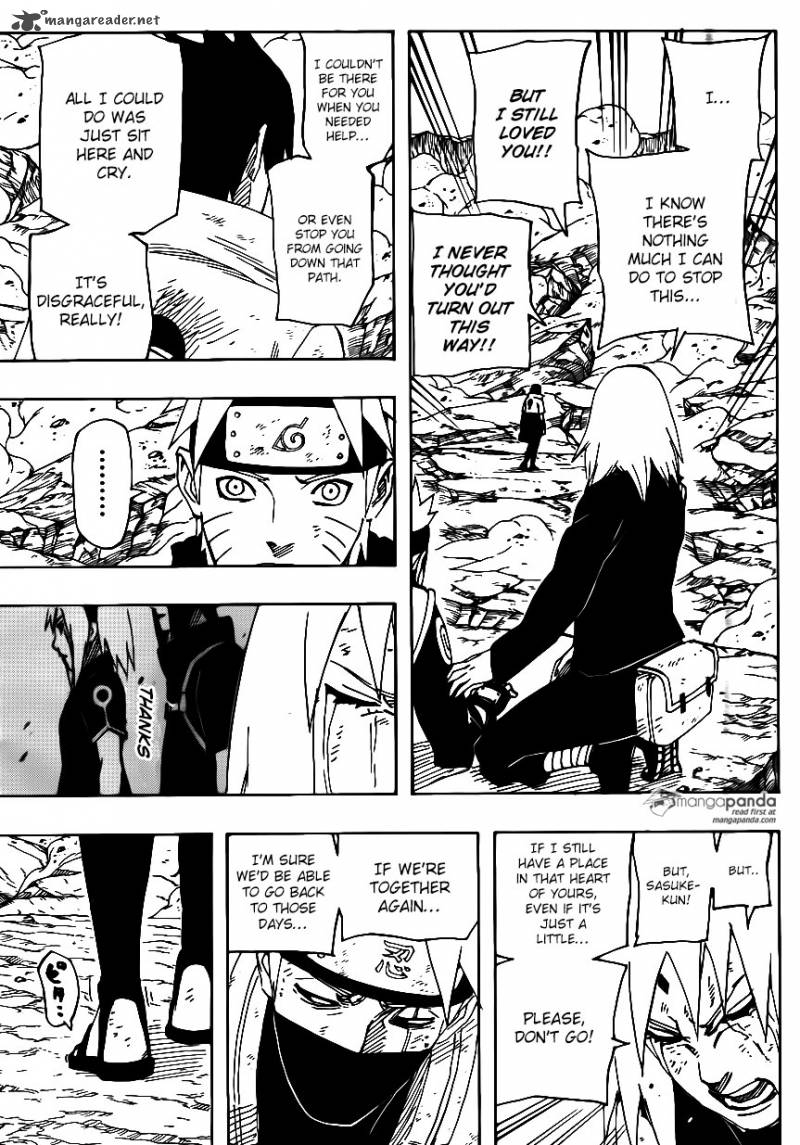 mangareader.net
I...
BUT
I STILL
LOVED
YOU!!
I KNOW
THERE'S
NOTHING
MUCH I CAN
DO TO STOP
THIS...
I NEVER
THOUGHT
YOU'D
TURN OUT
THIS
WAY!!
I COULDN'T
BE THERE
FOR YOU
WHEN YOU
NEEDED
HELP...
OR EVEN
STOP YOU
FROM GOING
DOWN THAT
PATH.
ALL I COULD
DO WAS
JUST SIT
HERE AND
CRY.
IT'S
DISGRACEFUL,
REALLY!
........
THANKS
mangapanda
read first at
mangapanda.com
BUT..
BUT,
SASUKE-
KUN!
IF I STILL
HAVE A PLACE
IN THAT HEART
OF YOURS,
EVEN IF IT'S
JUST A
LITTLE...
PLEASE,
DON'T GO!
IF WE'RE
TOGETHER
AGAIN...
I'M SURE
WE'D BE ABLE
TO GO BACK
TO THOSE
DAYS...
忍